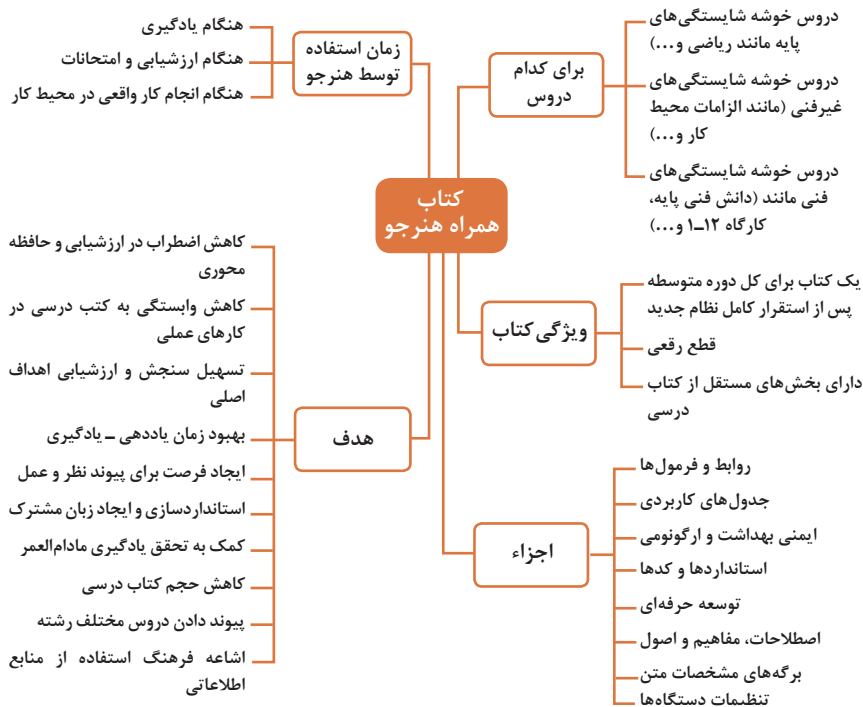 کتاب
همراه هنرجو
برای کدام
دروس
دروس خوشه شایستگی‌های
پایه مانند ریاضی و...)
دروس خوشه شایستگی‌های
غیرفنی (مانند الزامات محیط
کار و...)
دروس خوشه شایستگی‌های
فنی مانند (دانش فنی پایه،
کارگاه ۱۲ـ۱ و...)
ویژگی کتاب
یک کتاب برای کل دوره متوسطه
پس از استقرار کامل نظام جدید
قطع رقعی
دارای بخش‌های مستقل از کتاب
درسی
اجزاء
روابط و فرمول‌ها
جدول‌های کاربردی
ایمنی بهداشت و ارگونومی
استانداردها و کدها
توسعه حرفه‌ای
اصطلاحات، مفاهیم و اصول
برگه‌های مشخصات متن
تنظیمات دستگاه‌ها
زمان استفاده
توسط هنرجو
هنگام یادگیری
هنگام ارزشیابی و امتحانات
هنگام انجام کار واقعی در محیط کار
هدف
کاهش اضطراب در ارزشیابی و حافظه
محوری
کاهش وابستگی به کتب درسی در
کارهای عملی
تسهیل سنجش و ارزشیابی اهداف
اصلی
بهبود زمان یاددهی ـ یادگیری
ایجاد فرصت برای پیوند نظر و عمل
استانداردسازی و ایجاد زبان مشترک
کمک به تحقق یادگیری مادام‌العمر
کاهش حجم کتاب درسی
پیوند دادن دروس مختلف رشته
اشاعه فرهنگ استفاده از منابع
اطلاعاتی